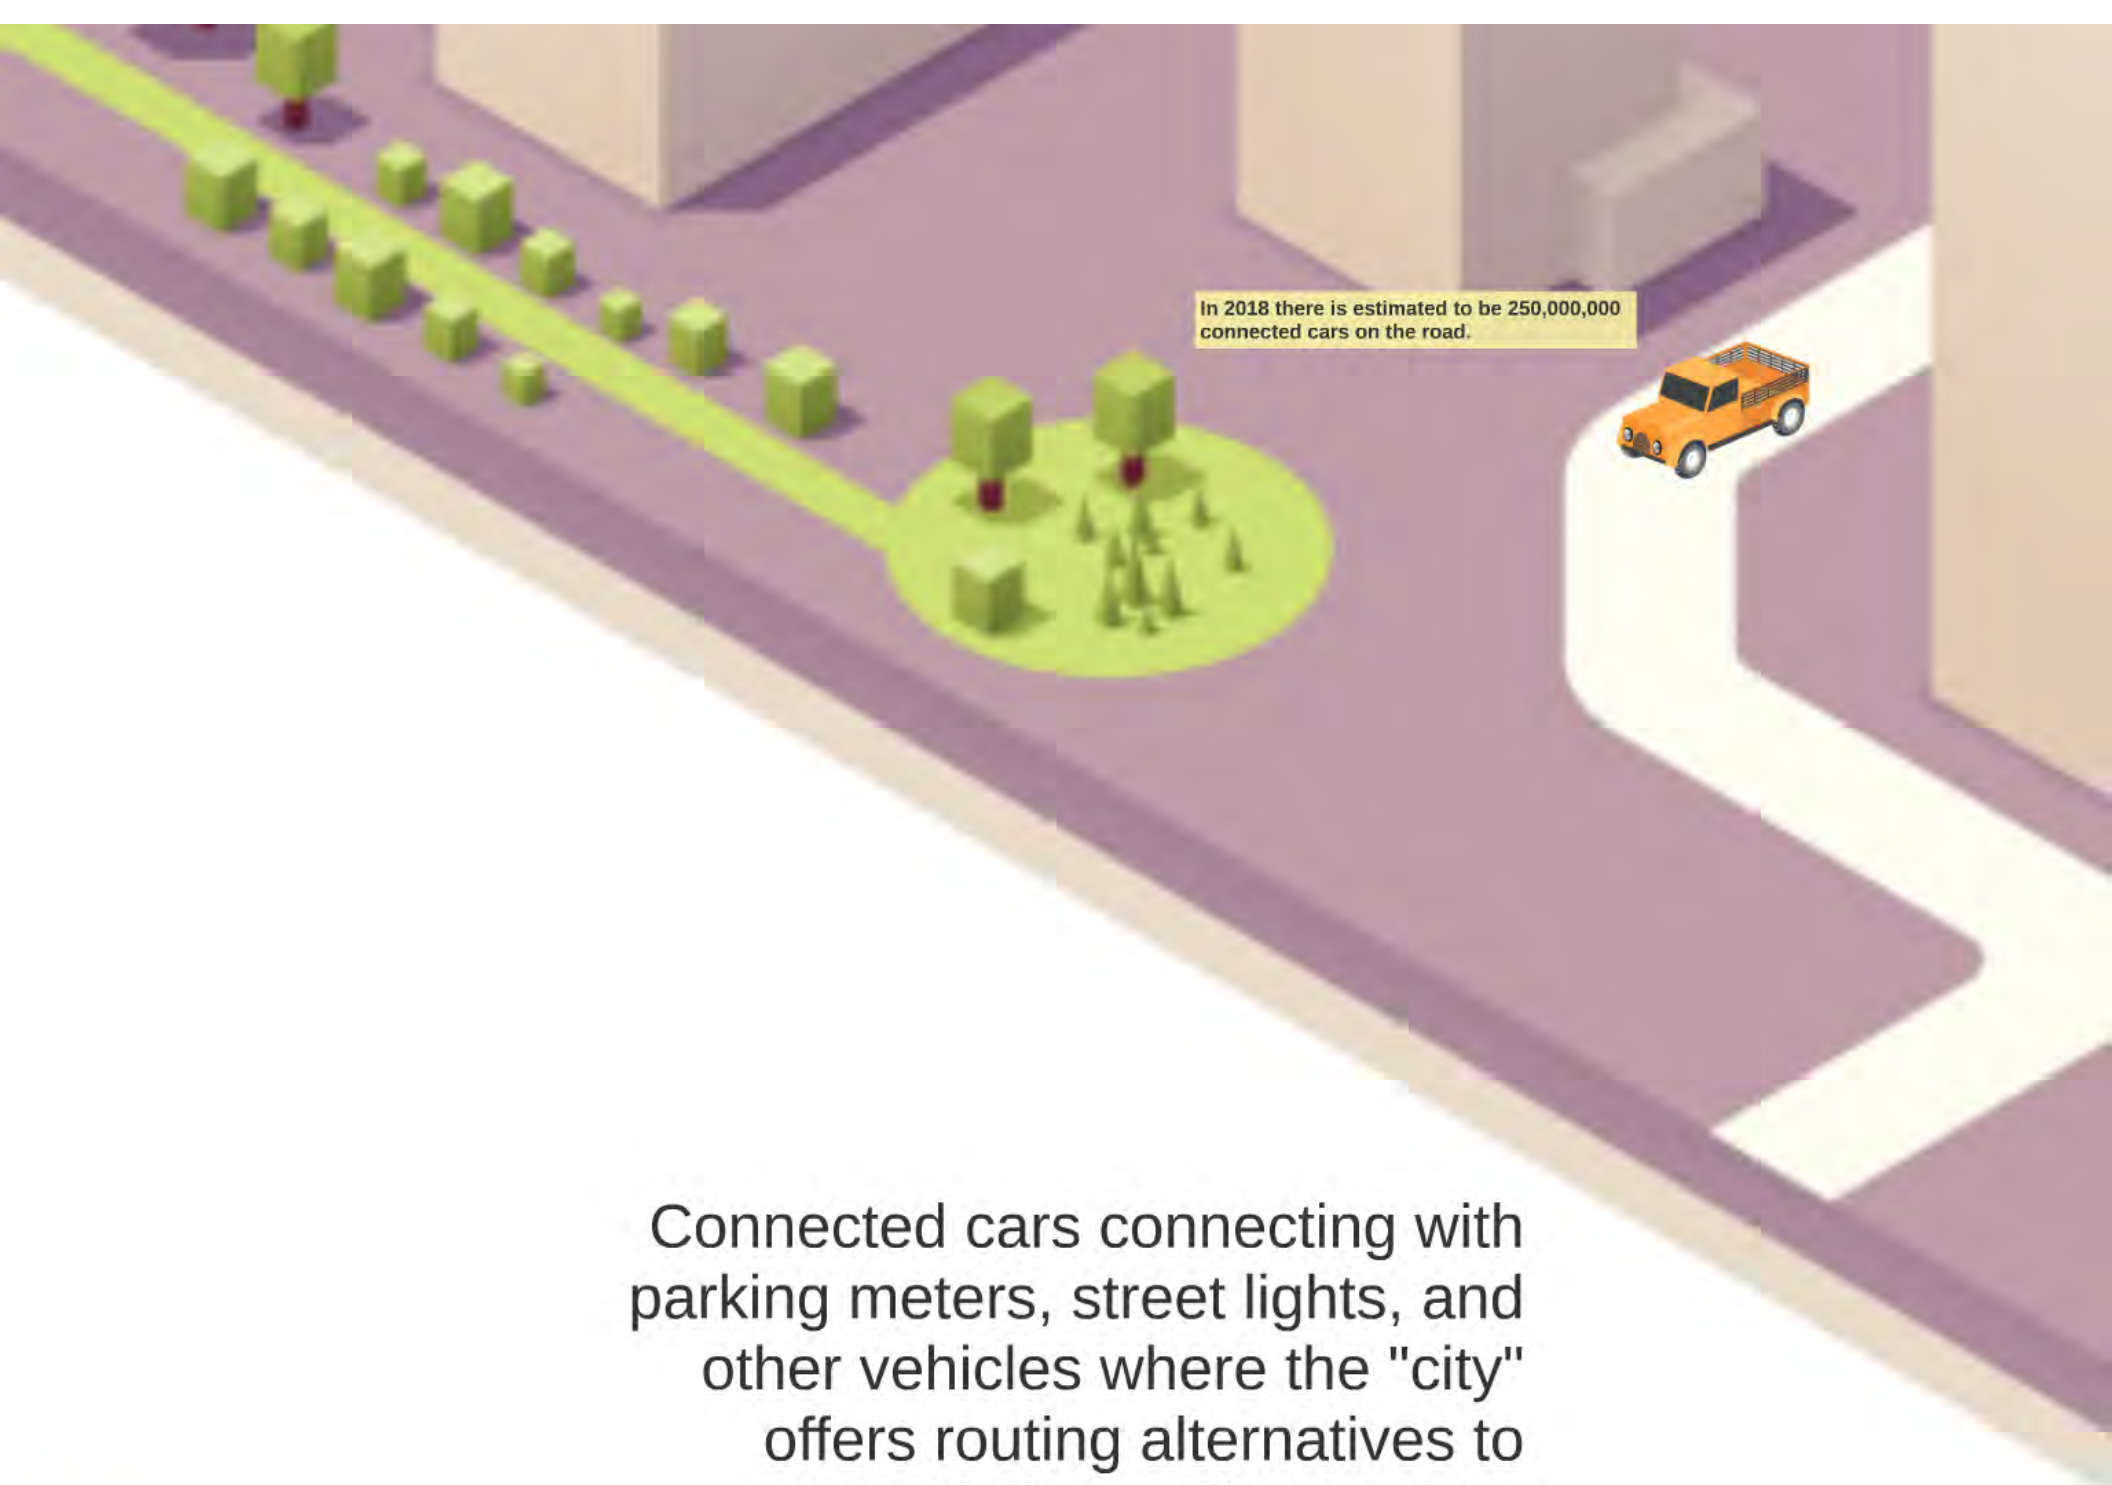 In 2018 there is estimated to be 250,000,000
connected cars on the road.
Connected cars connecting with
parking meters, street lights, and
other vehicles where the "city"
offers routing alternatives to